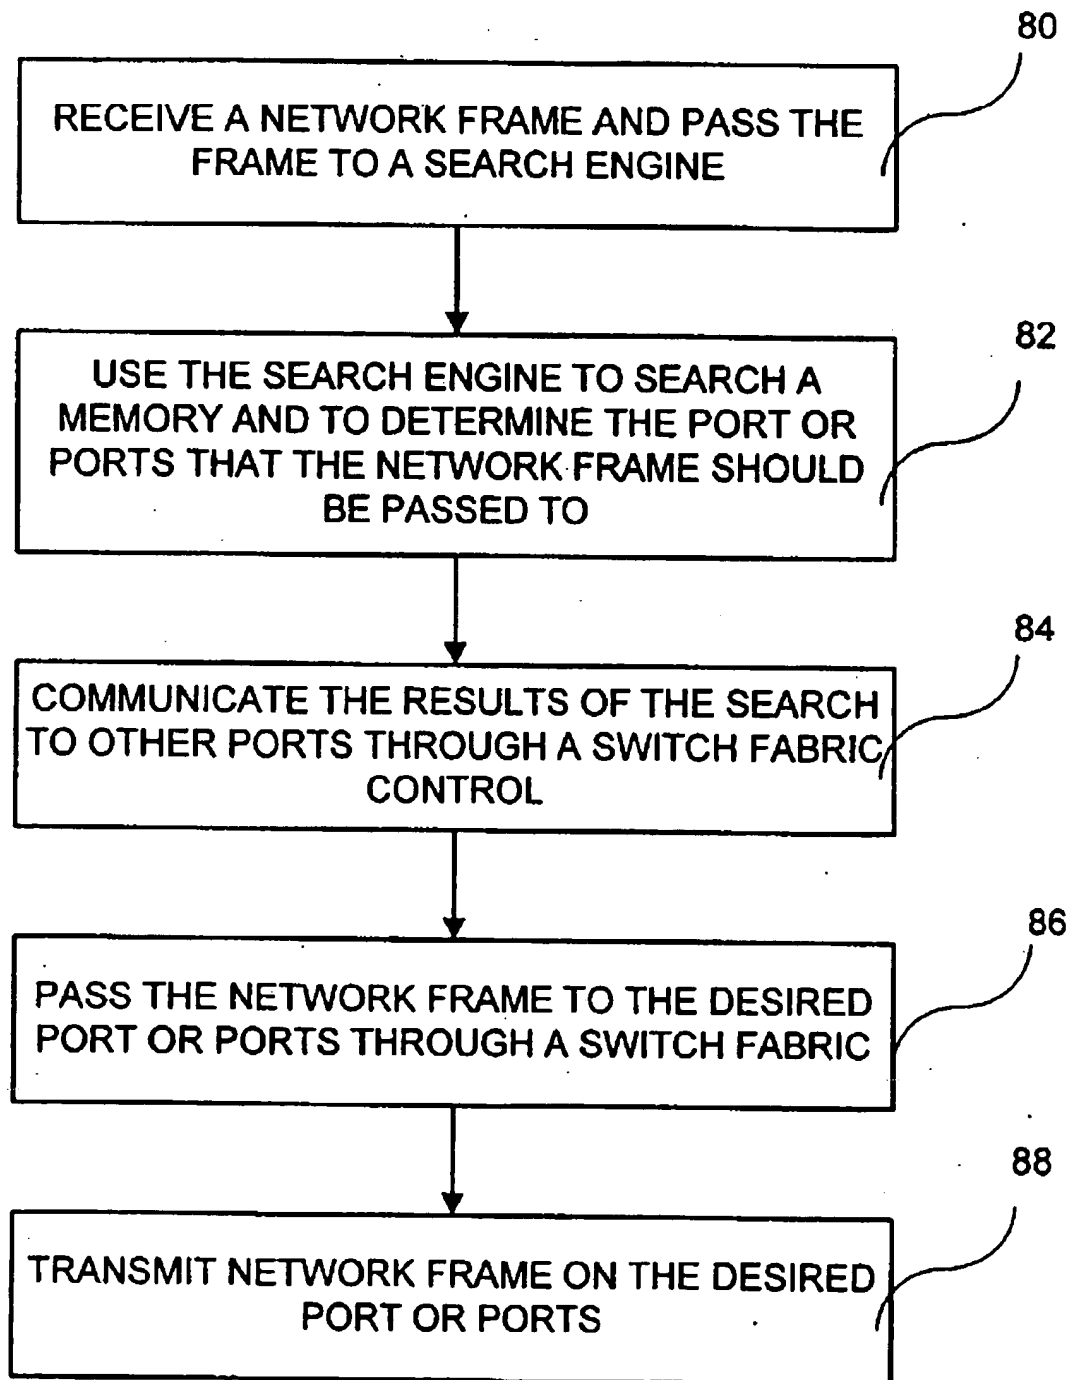 80
RECEIVE A NETWORK FRAME AND PASS THE
FRAME TO A SEARCH ENGINE
82
USE THE SEARCH ENGINE TO SEARCH A
MEMORY AND TO DETERMINE THE PORT OR
PORTS THAT THE NETWORK FRAME SHOULD
BE PASSED TO
84
COMMUNICATE THE RESULTS OF THE SEARCH
TO OTHER PORTS THROUGH A SWITCH FABRIC
CONTROL
86
PASS THE NETWORK FRAME TO THE DESIRED
PORT OR PORTS THROUGH A SWITCH FABRIC
88
TRANSMIT NETWORK FRAME ON THE DESIRED
PORT OR PORTS